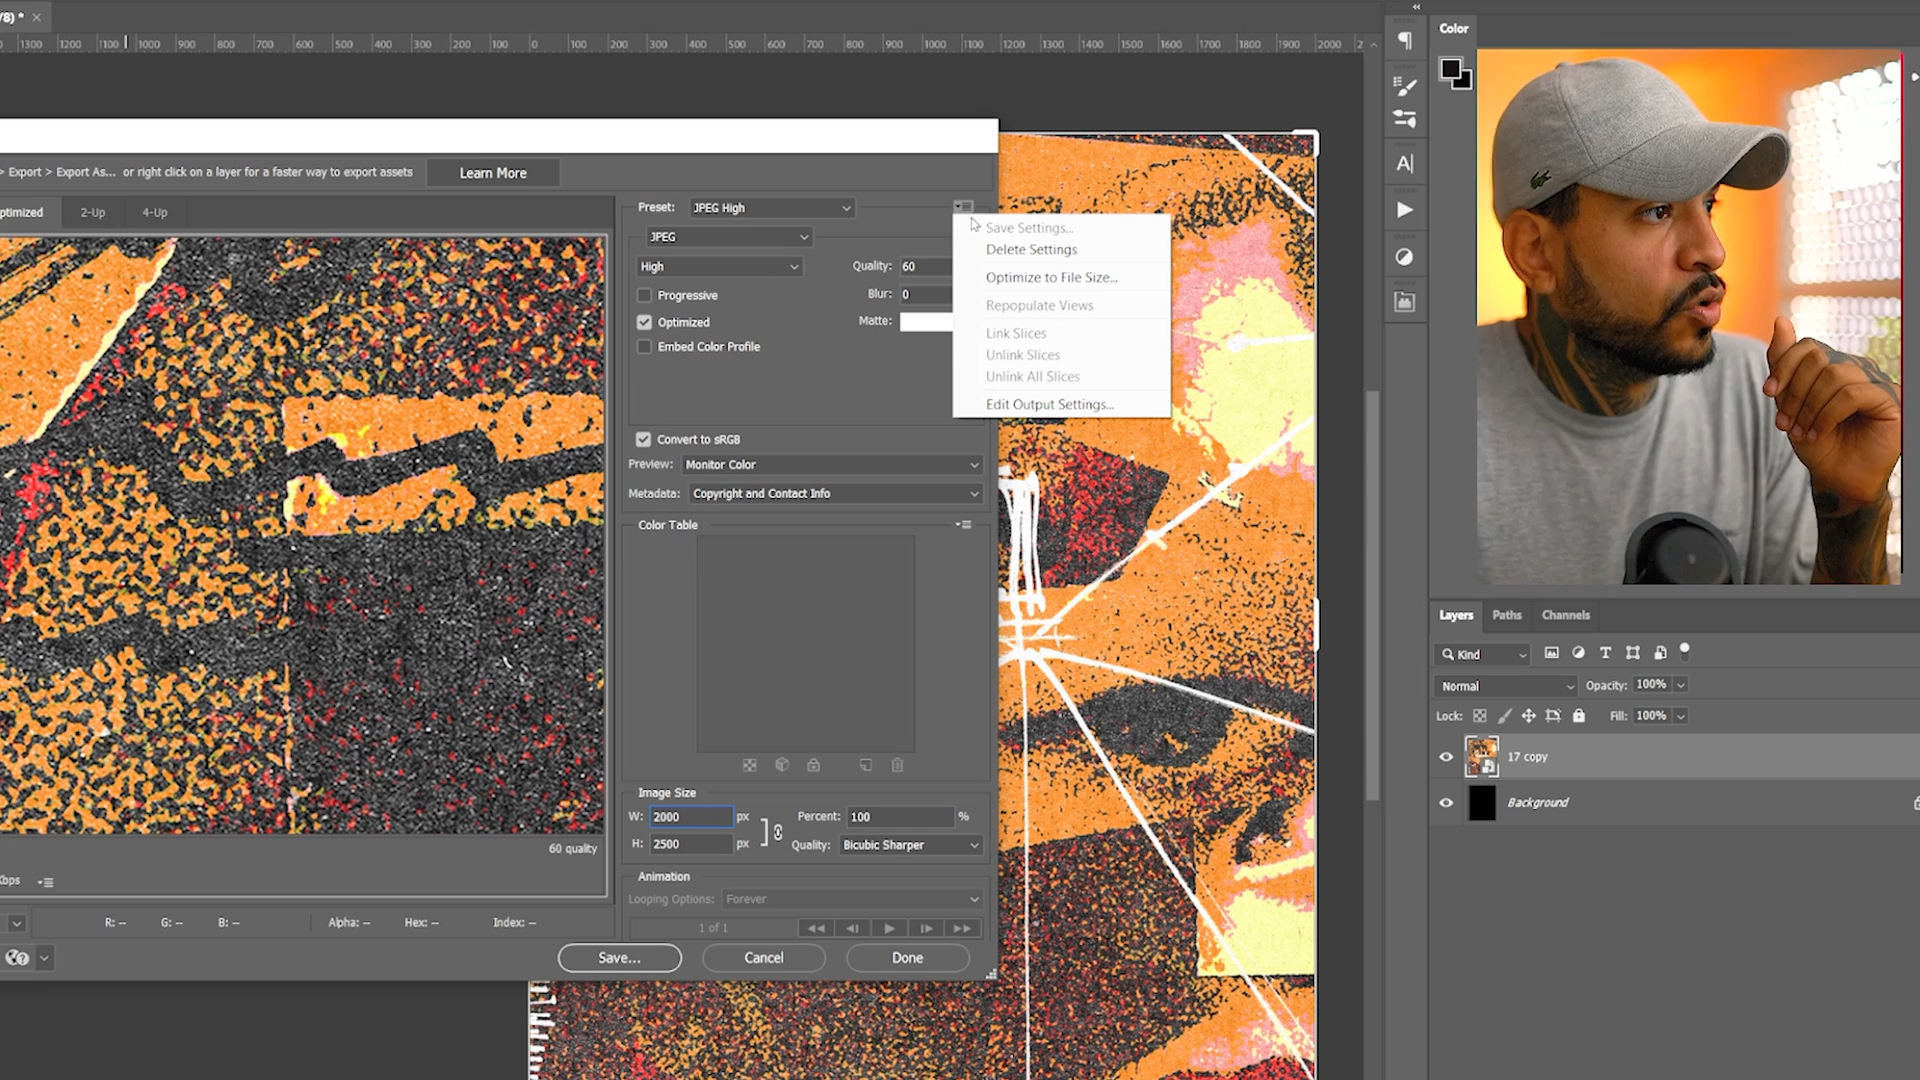 /8) *
1300 1200 1100 1000 900 800 700 600 500 400 300 200 100 0 100 200 300 400 500 600 700 800 900 1000 1100 1200 1300 1400 1500 1600 1700 1800 1900 2000 2
Color
> Export > Export As... or right click on a layer for a faster way to export assets
Learn More
ptimized 2-Up 4-Up
60 quality
Kbps
Preset: JPEG High
JPEG
High
Quality: 60
Progressive
Blur: 0
Optimized
Matte:
Embed Color Profile
Save Settings...
Delete Settings
Optimize to File Size...
Repopulate Views
Link Slices
Unlink Slices
Unlink All Slices
Edit Output Settings...
Convert to sRGB
Preview: Monitor Color
Metadata: Copyright and Contact Info
Color Table
Image Size
W: 2000 px Percent: 100 %
H: 2500 px Quality: Bicubic Sharper
Animation
Looping Options: Forever
1 of 1
R: -- G: -- B: -- Alpha: -- Hex: -- Index: --
Save... Cancel Done
Layers Paths Channels
Kind
Normal Opacity: 100%
Lock: Fill: 100%
17 copy
Background